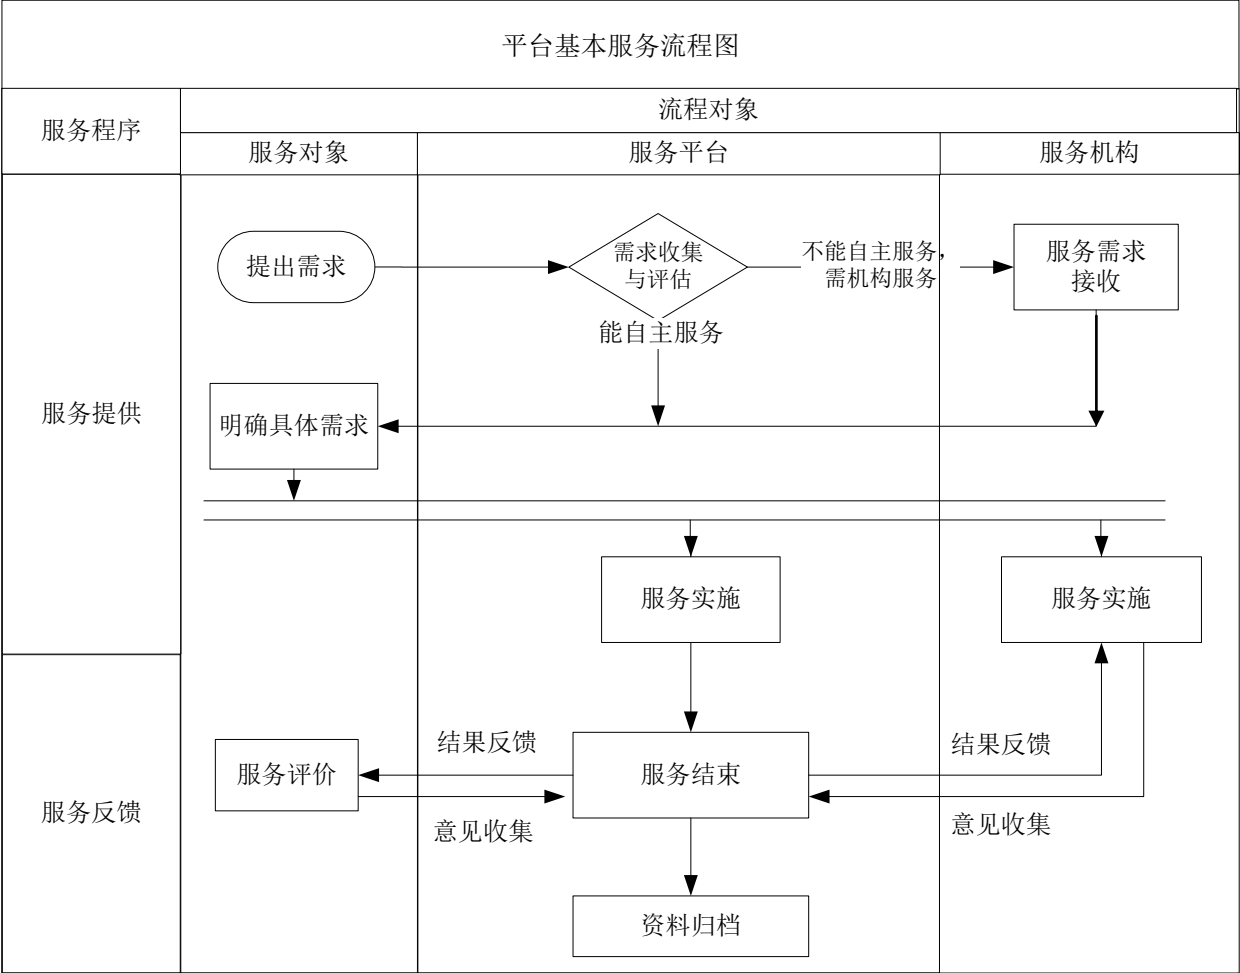 平台基本服务流程图
服务程序
流程对象
服务对象
服务平台
服务机构
服务提供
提出需求
需求收集
与评估
不能自主服务，
需机构服务
服务需求
接收
能自主服务
明确具体需求
服务实施
服务实施
服务反馈
服务评价
结果反馈
意见收集
服务结束
结果反馈
意见收集
资料归档